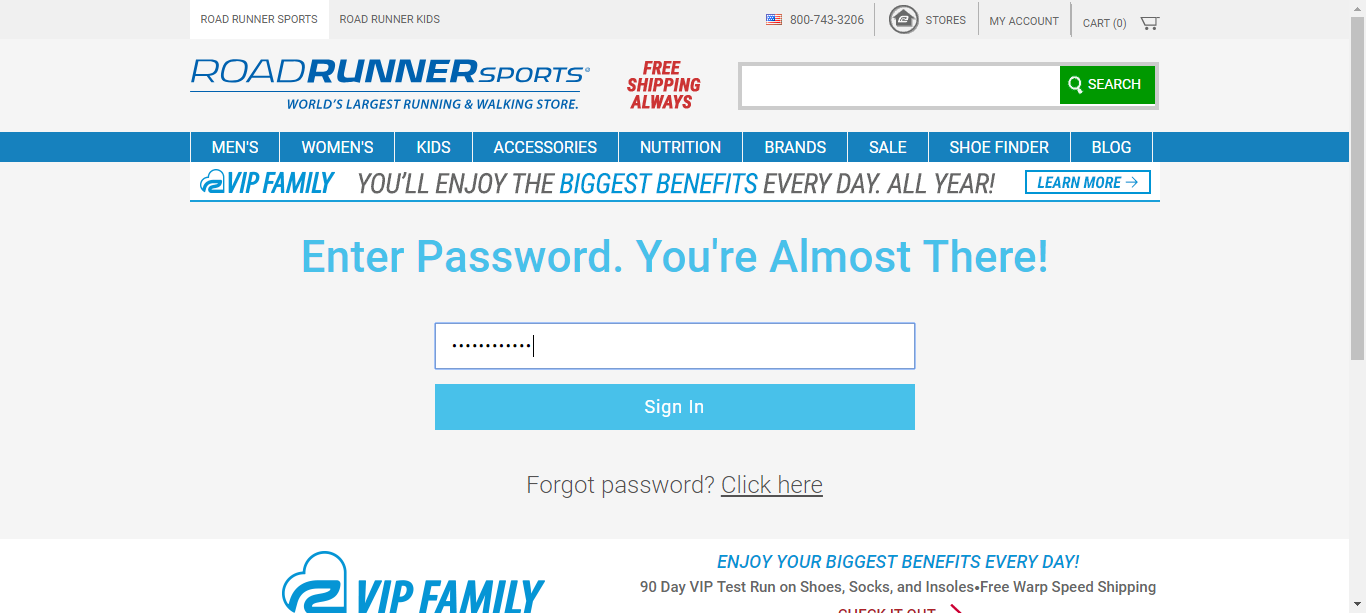 ROAD RUNNER SPORTS ROAD RUNNER KIDS 800-743-3206 STORES MY ACCOUNT CART (0)
ROADRUNNERSPORTS®
WORLD'S LARGEST RUNNING & WALKING STORE.
FREE
SHIPPING
ALWAYS
SEARCH
MEN'S WOMEN'S KIDS ACCESSORIES NUTRITION BRANDS SALE SHOE FINDER BLOG
VIP FAMILY YOU'LL ENJOY THE BIGGEST BENEFITS EVERY DAY. ALL YEAR! LEARN MORE →
Enter Password. You're Almost There!
••••••••••••
Sign In
Forgot password? Click here
VIP FAMILY
ENJOY YOUR BIGGEST BENEFITS EVERY DAY!
90 Day VIP Test Run on Shoes, Socks, and Insoles•Free Warp Speed Shipping
CHECK IT OUT